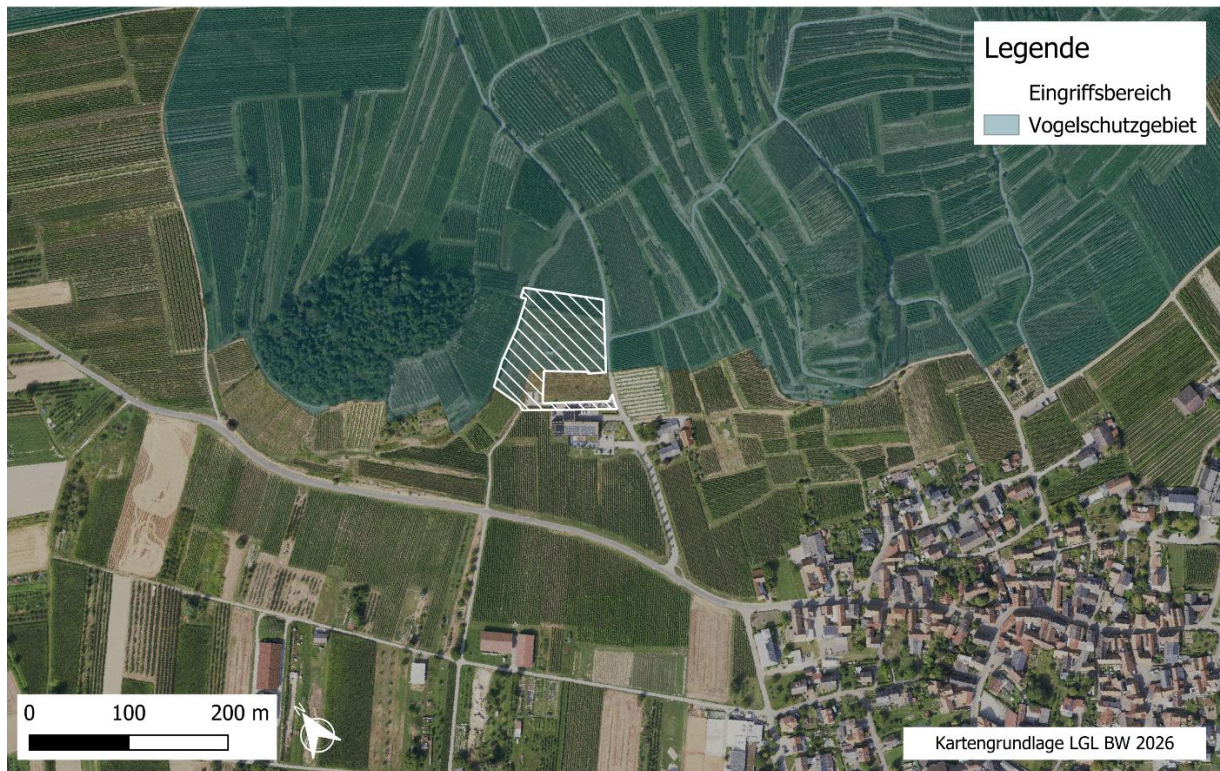 Legende
Eingriffsbereich
Vogelschutzgebiet
0 100 200 m
N
Kartengrundlage LGL BW 2026